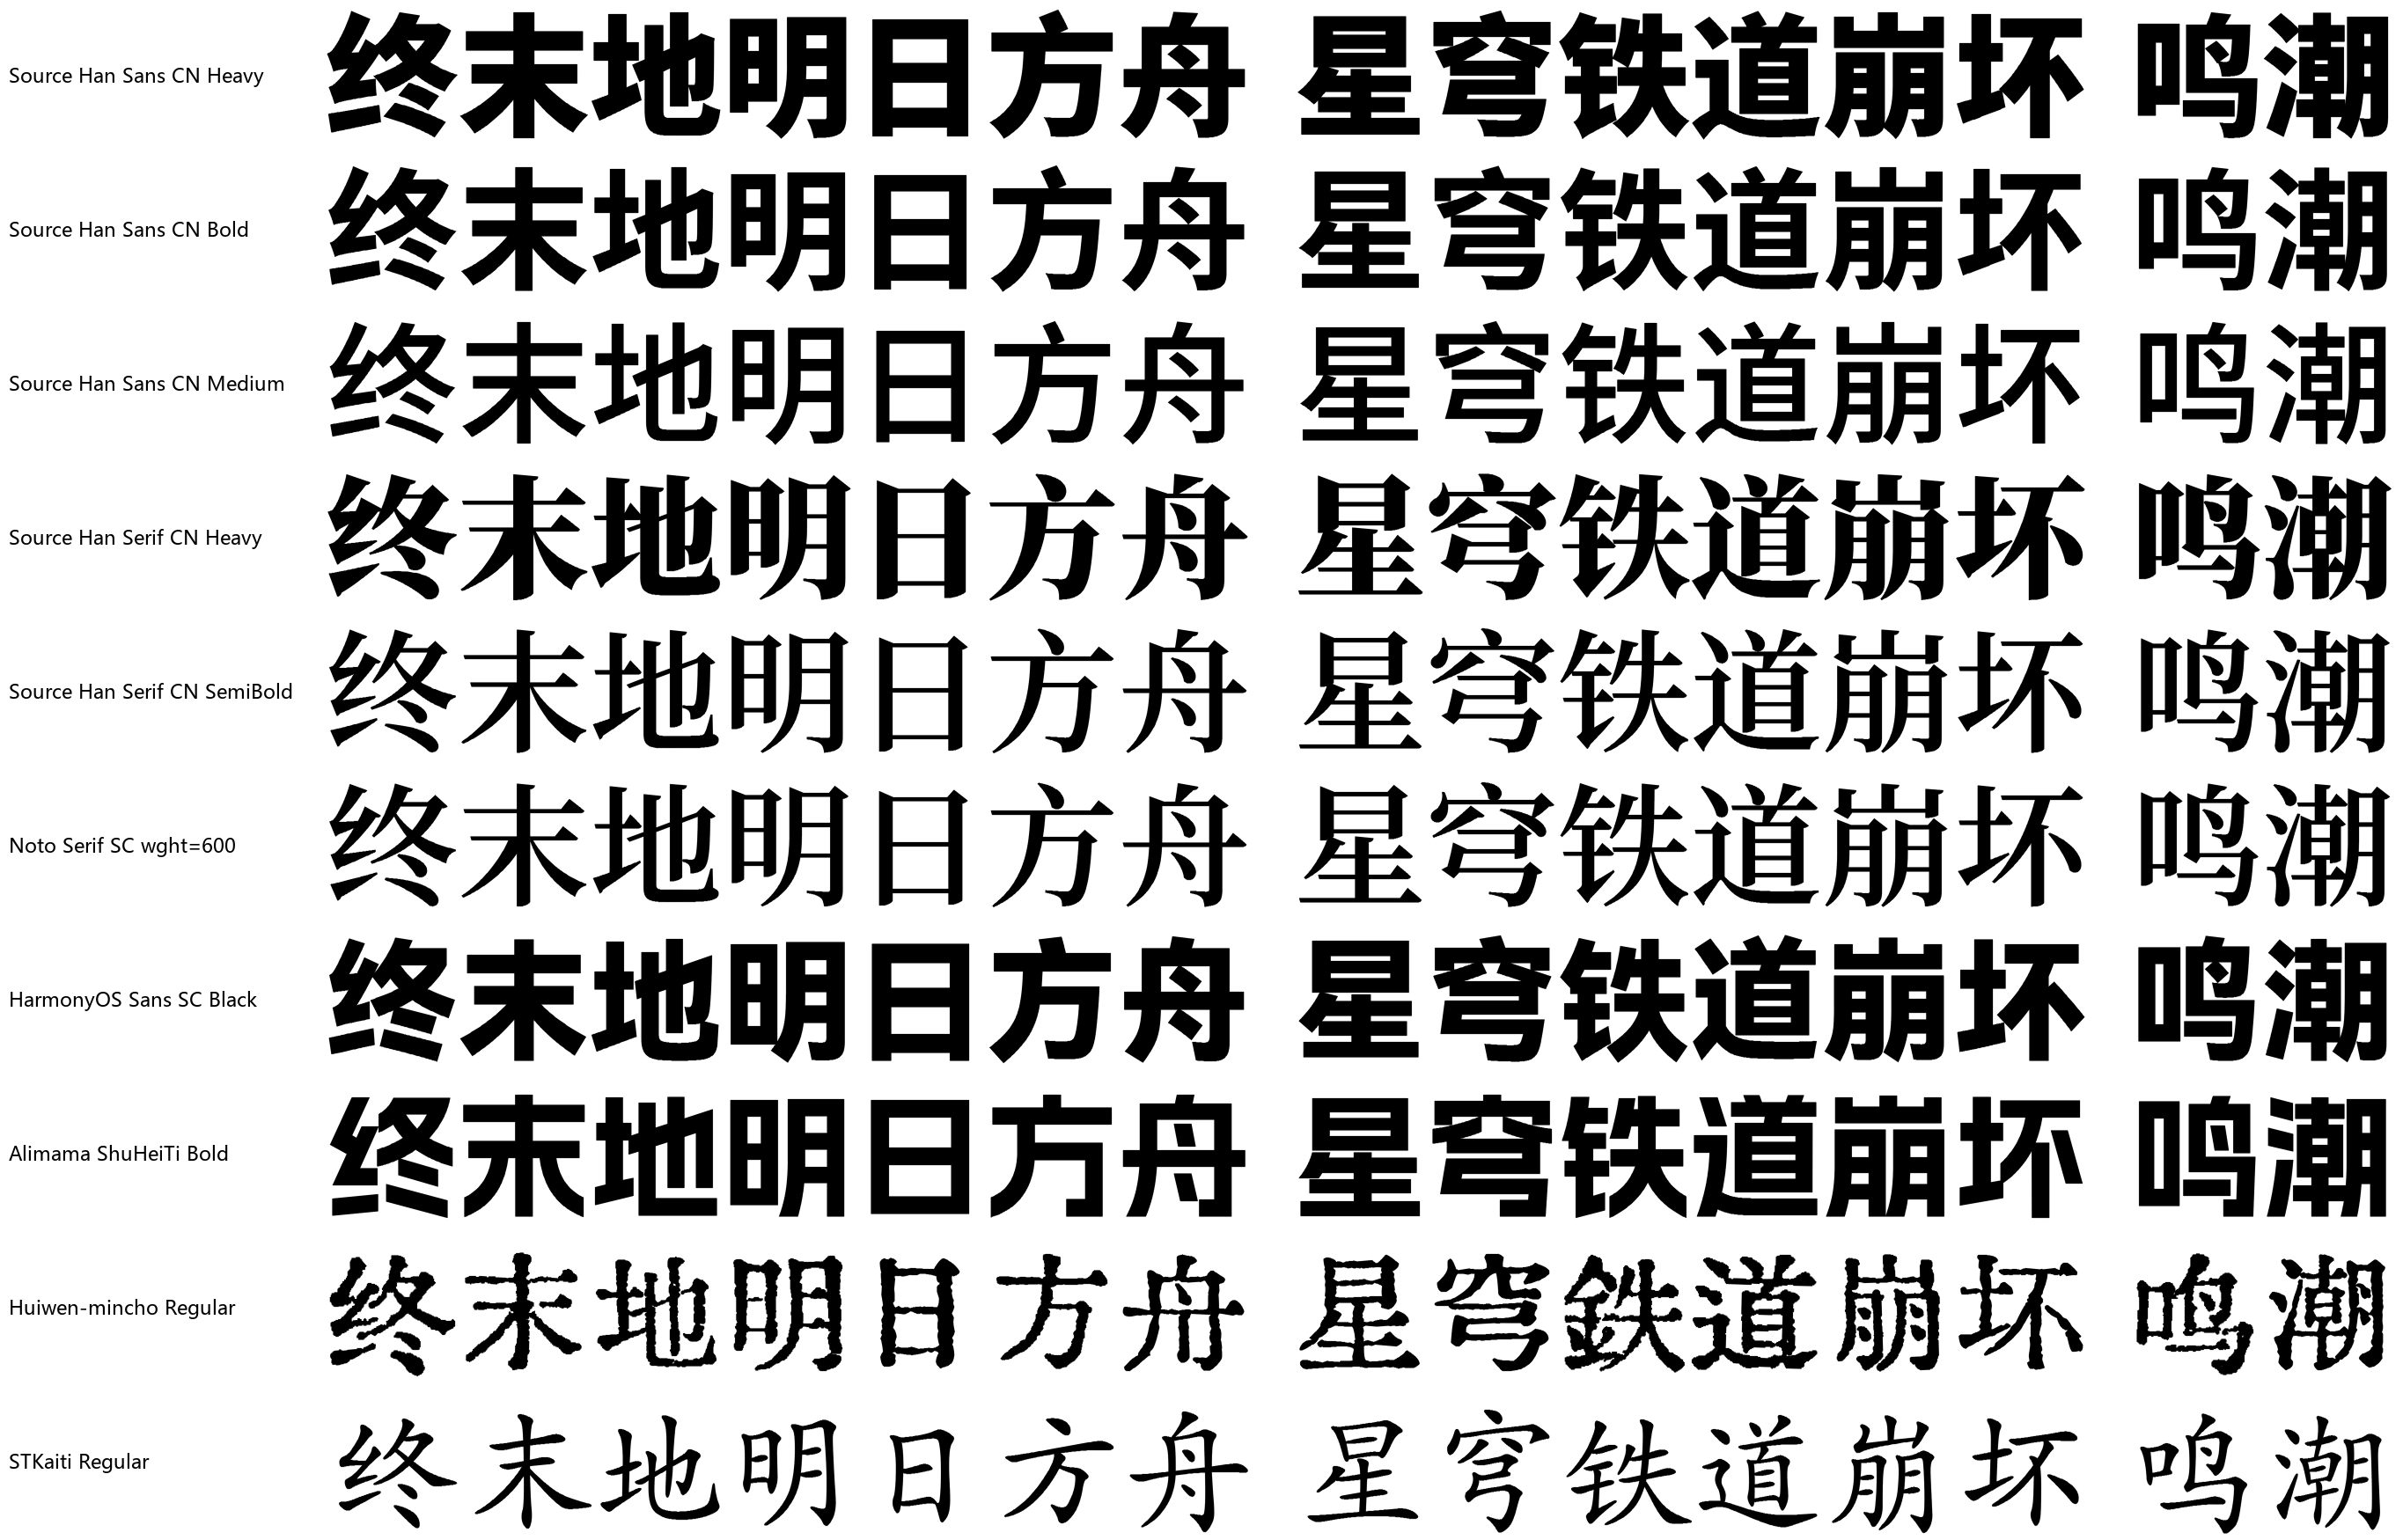 Source Han Sans CN Heavy 终末地明日方舟 星穹铁道崩坏 鸣潮
Source Han Sans CN Bold 终末地明日方舟 星穹铁道崩坏 鸣潮
Source Han Sans CN Medium 终末地明日方舟 星穹铁道崩坏 鸣潮
Source Han Serif CN Heavy 终末地明日方舟 星穹铁道崩坏 鸣潮
Source Han Serif CN SemiBold 终末地明日方舟 星穹铁道崩坏 鸣潮
Noto Serif SC wght=600 终末地明日方舟 星穹铁道崩坏 鸣潮
HarmonyOS Sans SC Black 终末地明日方舟 星穹铁道崩坏 鸣潮
Alimama ShuHeiTi Bold 终末地明日方舟 星穹铁道崩坏 鸣潮
Huiwen-mincho Regular 终末地明日方舟 星穹铁道崩坏 鸣潮
STKaiti Regular 终末地明日方舟 星穹铁道崩坏 鸣潮